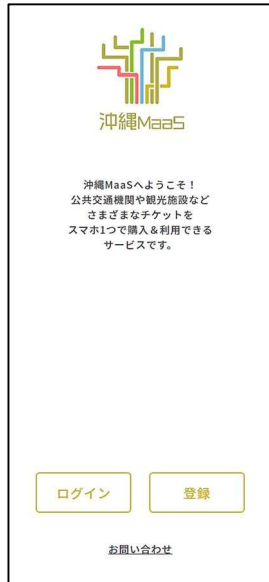 沖縄MaaS
沖縄MaaSへようこそ！
公共交通機関や観光施設など
さまざまなチケットを
スマホ1つで購入＆利用できる
サービスです。
ログイン
登録
お問い合わせ